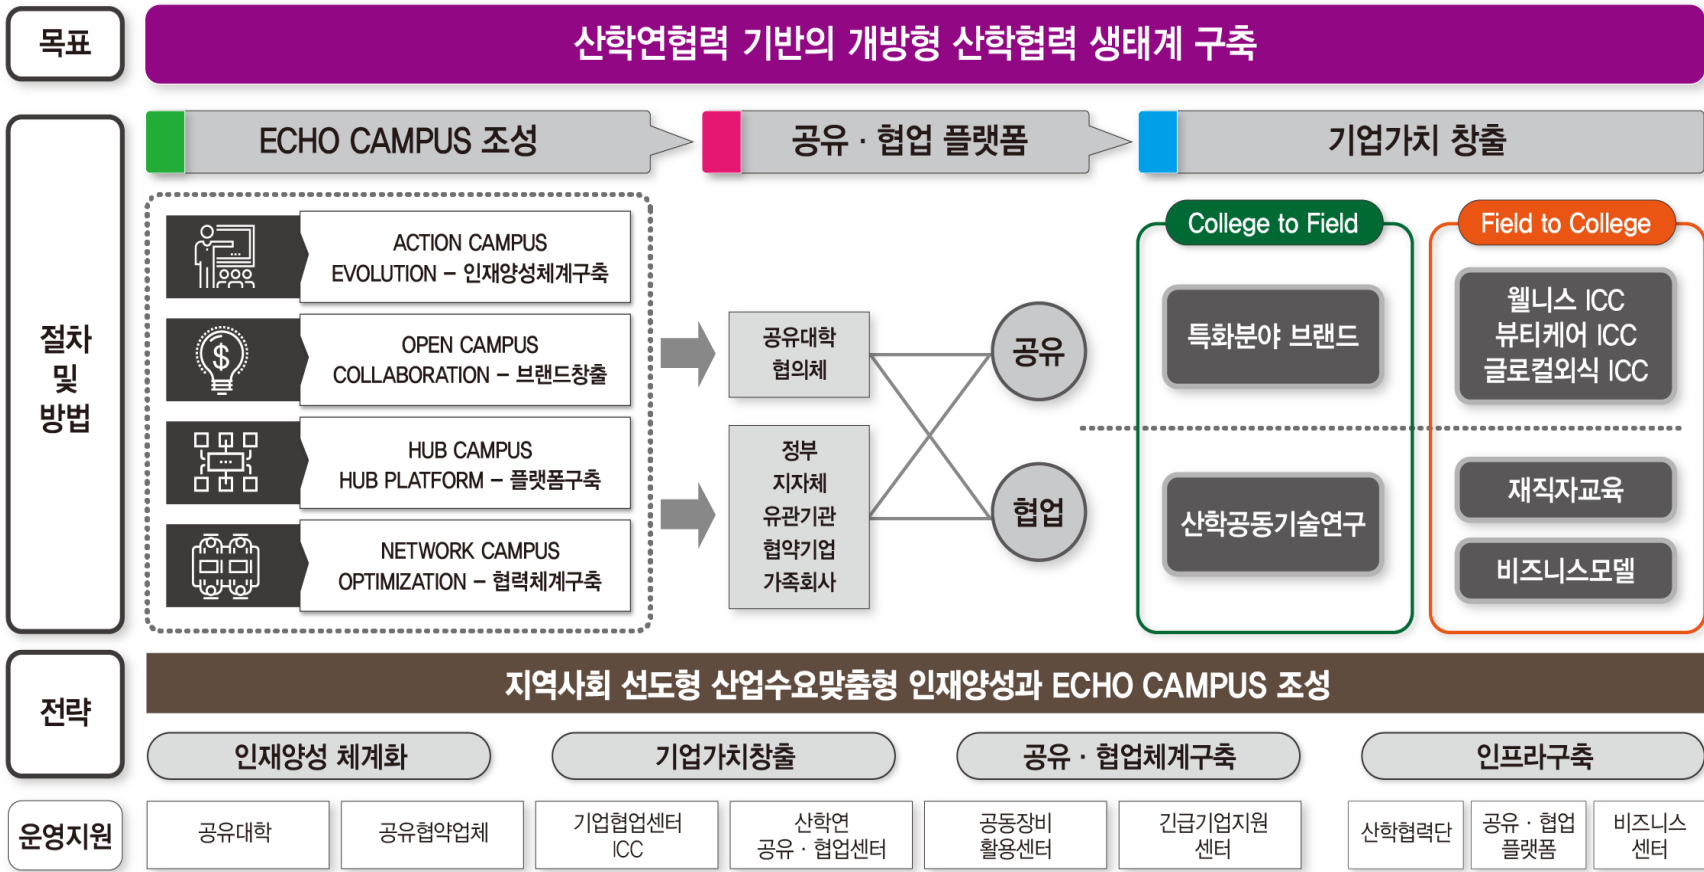 목표
산학연협력 기반의 개방형 산학협력 생태계 구축
절차
및
방법
ECHO CAMPUS 조성
공유 · 협업 플랫폼
기업가치 창출
ACTION CAMPUS
EVOLUTION – 인재양성체계구축
OPEN CAMPUS
COLLABORATION – 브랜드창출
HUB CAMPUS
HUB PLATFORM – 플랫폼구축
NETWORK CAMPUS
OPTIMIZATION – 협력체계구축
공유대학
협의체
정부
지자체
유관기관
협약기업
가족회사
공유
협업
College to Field
특화분야 브랜드
산학공동기술연구
Field to College
웰니스 ICC
뷰티케어 ICC
글로컬외식 ICC
재직자교육
비즈니스모델
전략
지역사회 선도형 산업수요맞춤형 인재양성과 ECHO CAMPUS 조성
인재양성 체계화
기업가치창출
공유 · 협업체계구축
인프라구축
운영지원
공유대학
공유협약업체
기업협업센터
ICC
산학연
공유 · 협업센터
공동장비
활용센터
긴급기업지원
센터
산학협력단
공유 · 협업
플랫폼
비즈니스
센터